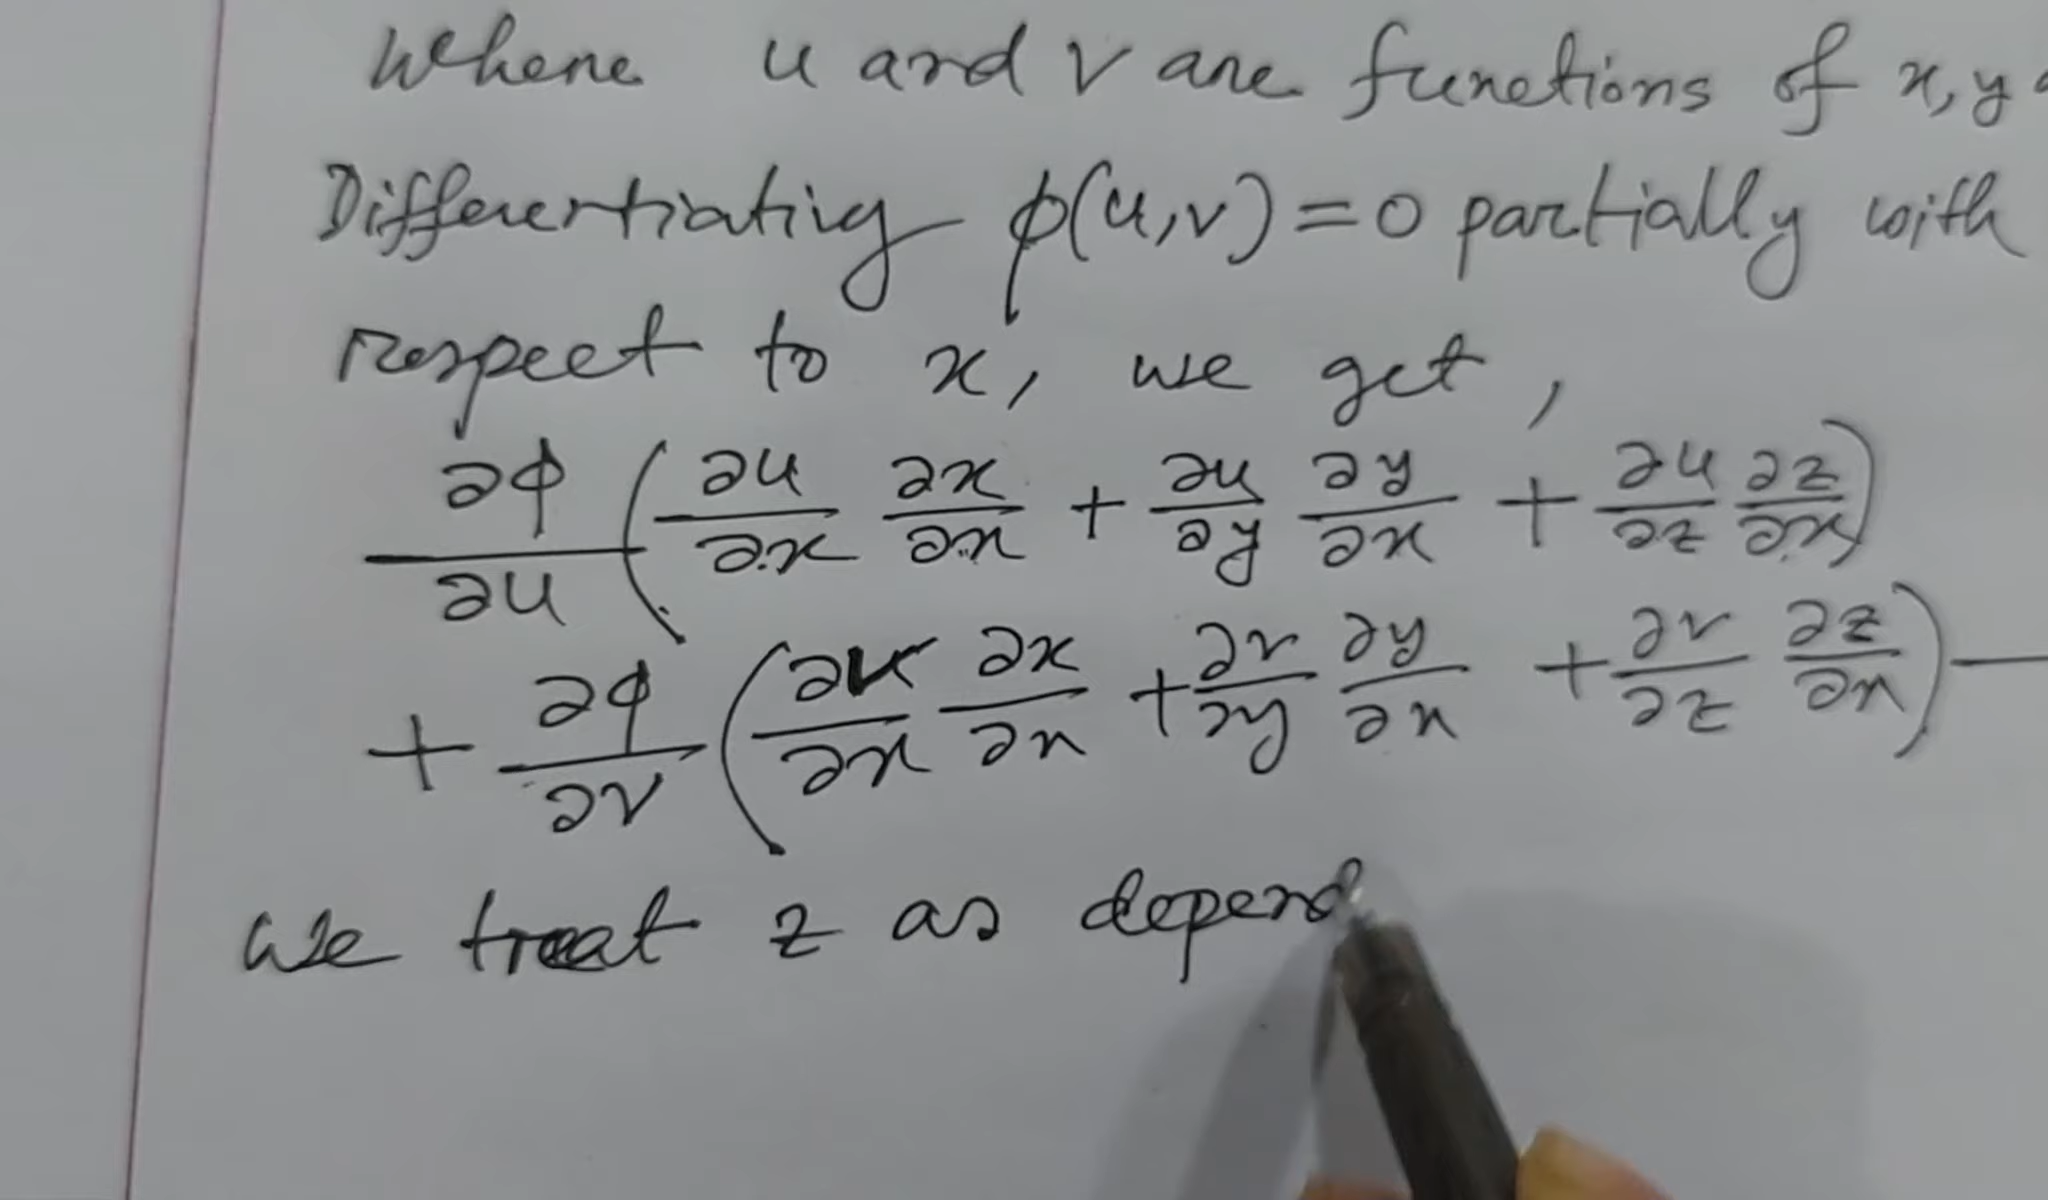 Where u and v are functions of x, y
Differentiating ϕ(u,v)=0 partially with
respect to x, we get,
∂ϕ/∂u (∂u/∂x ∂x/∂x + ∂u/∂y ∂y/∂x + ∂u/∂z ∂z/∂x)
+ ∂ϕ/∂v (∂v/∂x ∂x/∂x + ∂v/∂y ∂y/∂x + ∂v/∂z ∂z/∂x) —
We treat z as depend